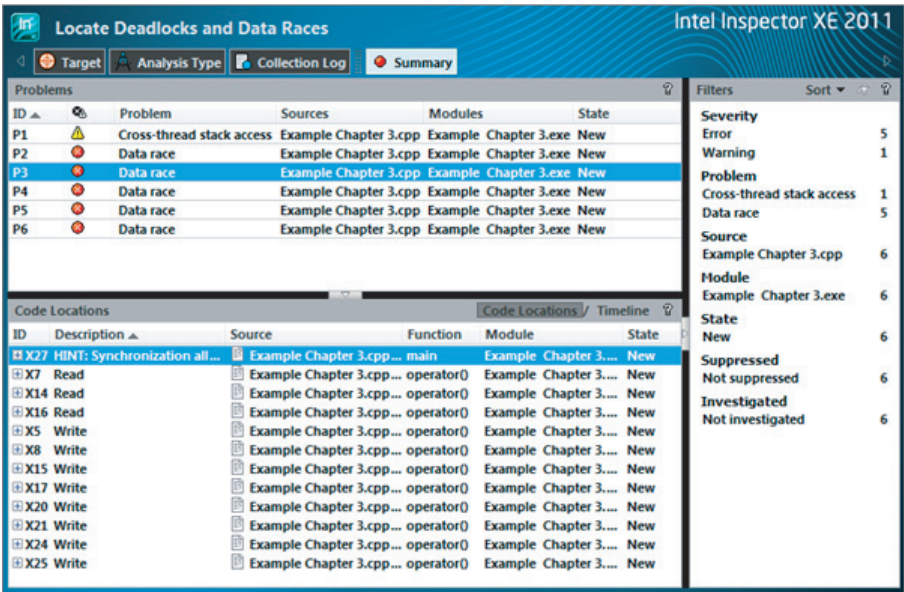 Locate Deadlocks and Data Races
Intel Inspector XE 2011
Target Analysis Type Collection Log Summary
Problems
ID Problem Sources Modules State
P1 Cross-thread stack access Example Chapter 3.cpp Example Chapter 3.exe New
P2 Data race Example Chapter 3.cpp Example Chapter 3.exe New
P3 Data race Example Chapter 3.cpp Example Chapter 3.exe New
P4 Data race Example Chapter 3.cpp Example Chapter 3.exe New
P5 Data race Example Chapter 3.cpp Example Chapter 3.exe New
P6 Data race Example Chapter 3.cpp Example Chapter 3.exe New
Code Locations Code Locations / Timeline ?
ID Description Source Function Module State
X27 HINT: Synchronization all... Example Chapter 3.cpp... main Example Chapter 3.... New
X7 Read Example Chapter 3.cpp... operator() Example Chapter 3.... New
X14 Read Example Chapter 3.cpp... operator() Example Chapter 3.... New
X16 Read Example Chapter 3.cpp... operator() Example Chapter 3.... New
X5 Write Example Chapter 3.cpp... operator() Example Chapter 3.... New
X8 Write Example Chapter 3.cpp... operator() Example Chapter 3.... New
X15 Write Example Chapter 3.cpp... operator() Example Chapter 3.... New
X17 Write Example Chapter 3.cpp... operator() Example Chapter 3.... New
X20 Write Example Chapter 3.cpp... operator() Example Chapter 3.... New
X21 Write Example Chapter 3.cpp... operator() Example Chapter 3.... New
X24 Write Example Chapter 3.cpp... operator() Example Chapter 3.... New
X25 Write Example Chapter 3.cpp... operator() Example Chapter 3.... New
Filters Sort ?
Severity
Error 5
Warning 1
Problem
Cross-thread stack access 1
Data race 5
Source
Example Chapter 3.cpp 6
Module
Example Chapter 3.exe 6
State
New 6
Suppressed
Not suppressed 6
Investigated
Not investigated 6